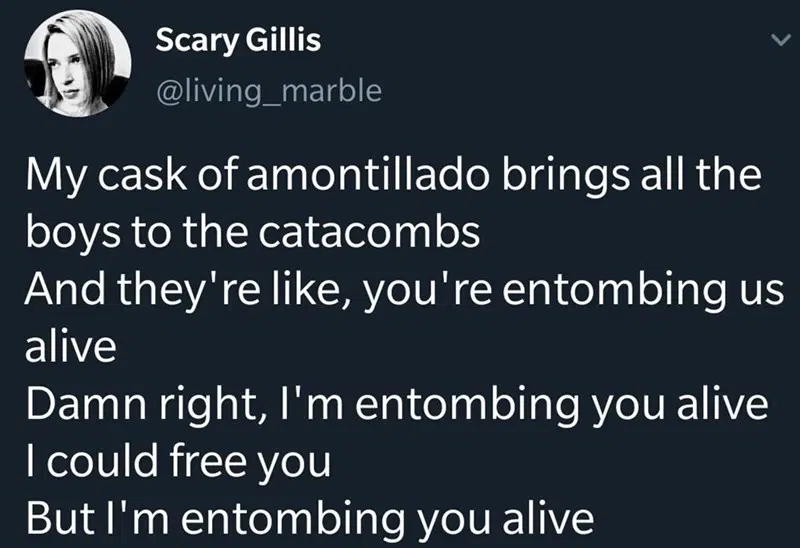 Scary Gillis
@living_marble
My cask of amontillado brings all the
boys to the catacombs
And they're like, you're entombing us
alive
Damn right, I'm entombing you alive
I could free you
But I'm entombing you alive